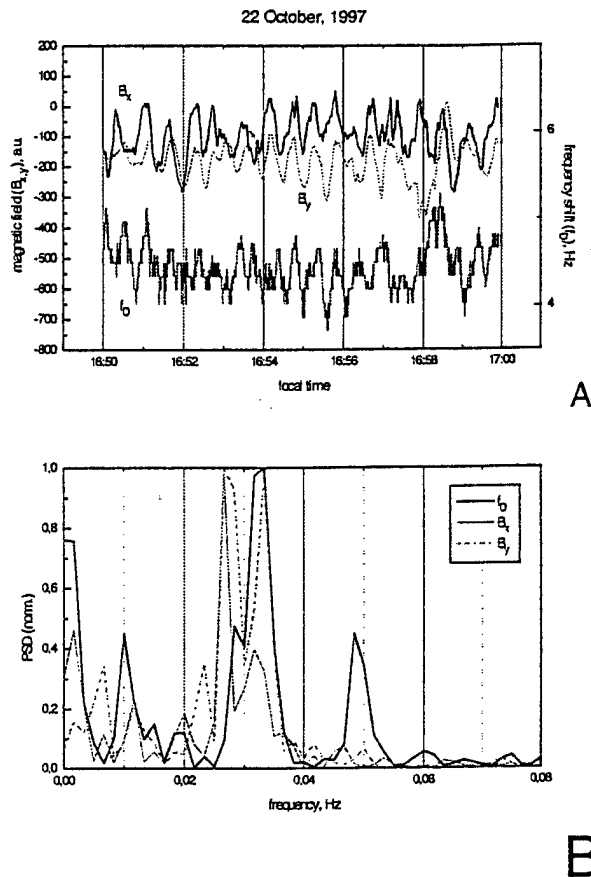 22 October, 1997
200
100
0
-100
-200
-300
-400
-500
-600
-700
-800
magnetic field (Bx,y), a.u.
Bx
By
fD
6
4
frequency shift (fD), Hz
16:50
16:52
16:54
16:56
16:58
17:00
local time
A
1,0
0,8
0,6
0,4
0,2
0,0
PSD (norm.)
fD
Bx
By
0,00
0,02
0,04
0,06
0,08
frequency, Hz
B